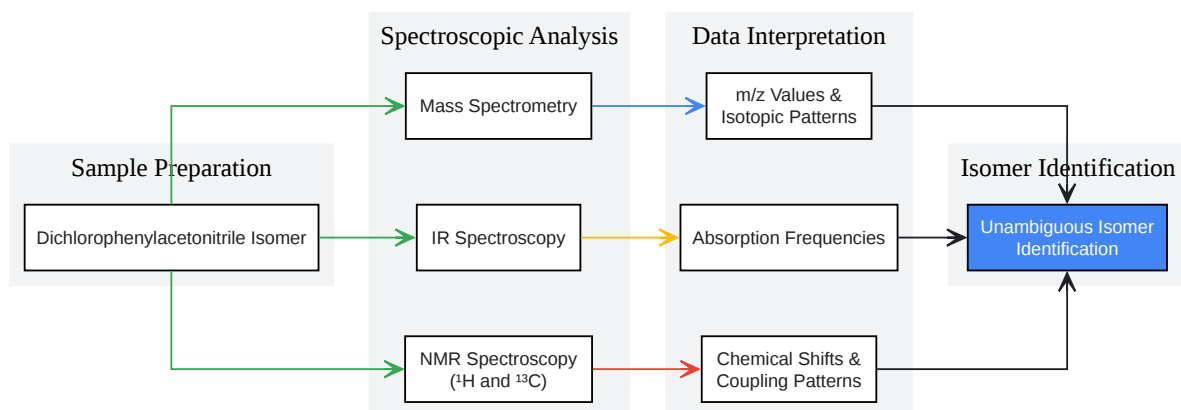 Spectroscopic Analysis
Data Interpretation
Mass Spectrometry
m/z Values &
Isotopic Patterns
Sample Preparation
Isomer Identification
Dichlorophenylacetonitrile Isomer
IR Spectroscopy
Absorption Frequencies
Unambiguous Isomer
Identification
NMR Spectroscopy
(¹H and ¹³C)
Chemical Shifts &
Coupling Patterns